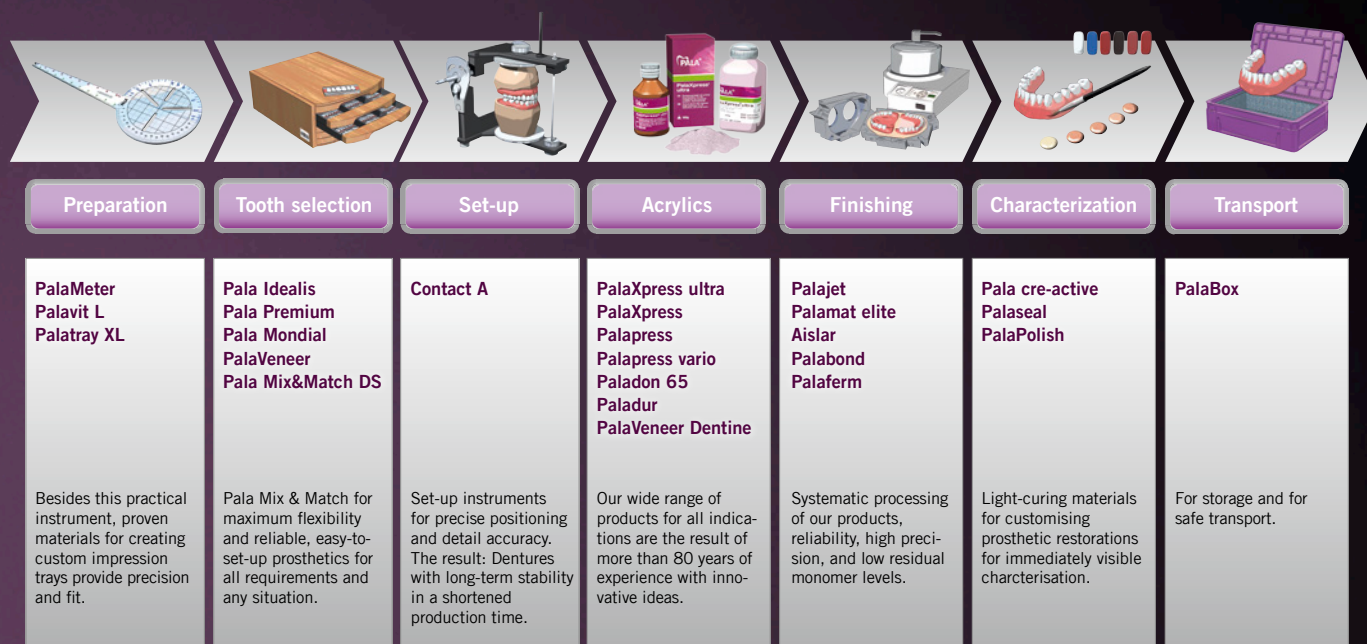 PALA
PalaXpress
ultra
Preparation
Tooth selection
Set-up
Acrylics
Finishing
Characterization
Transport
PalaMeter
Palavit L
Palatray XL
Besides this practical
instrument, proven
materials for creating
custom impression
trays provide precision
and fit.
Pala Idealis
Pala Premium
Pala Mondial
PalaVeneer
Pala Mix&Match DS
Pala Mix & Match for
maximum flexibility
and reliable, easy-to-
set-up prosthetics for
all requirements and
any situation.
Contact A
Set-up instruments
for precise positioning
and detail accuracy.
The result: Dentures
with long-term stability
in a shortened
production time.
PalaXpress ultra
PalaXpress
Palapress
Palapress vario
Paladon 65
Paladur
PalaVeneer Dentine
Our wide range of
products for all indica-
tions are the result of
more than 80 years of
experience with inno-
vative ideas.
Palajet
Palamat elite
Aislar
Palabond
Palaferm
Systematic processing
of our products,
reliability, high preci-
sion, and low residual
monomer levels.
Pala cre-active
Palaseal
PalaPolish
Light-curing materials
for customising
prosthetic restorations
for immediately visible
charcterisation.
PalaBox
For storage and for
safe transport.